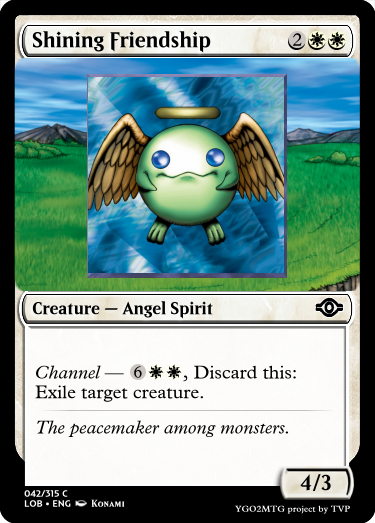 Shining Friendship 2
Creature — Angel Spirit
Channel — 6, Discard this:
Exile target creature.
The peacemaker among monsters.
4/3
042/315 C
LOB • ENG KONAMI
YGO2MTG project by TVP